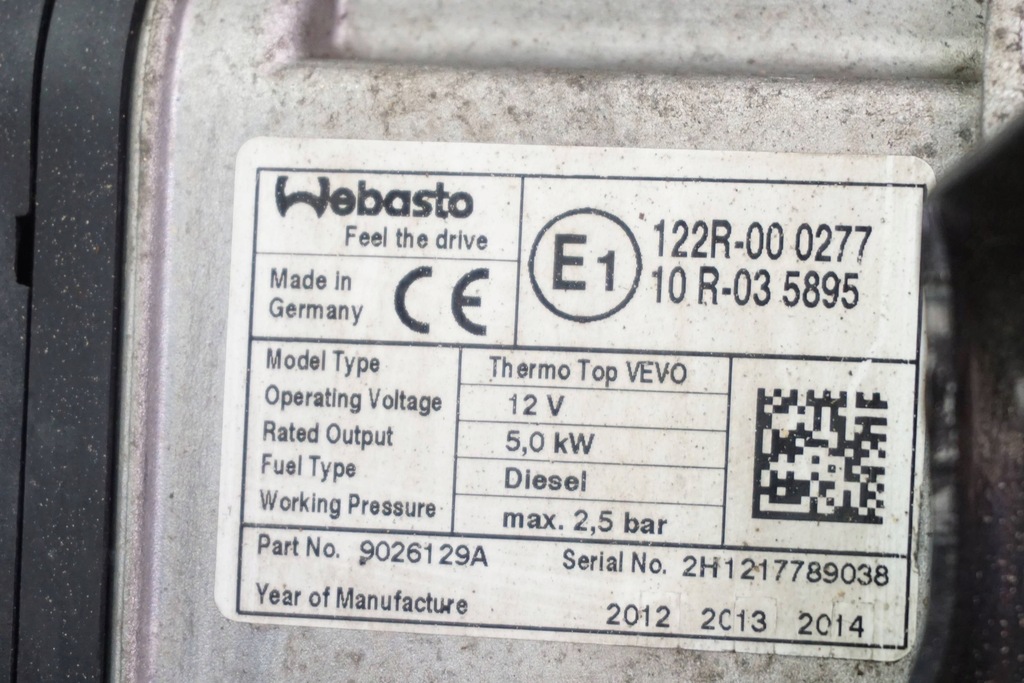 Webasto
Feel the drive
Made in
Germany
CE
E1
122R-00 0277
10 R-03 5895
Model Type Thermo Top VEVO
Operating Voltage 12 V
Rated Output 5,0 kW
Fuel Type Diesel
Working Pressure max. 2,5 bar
Part No. 9026129A Serial No. 2H1217789038
Year of Manufacture 2012 2013 2014